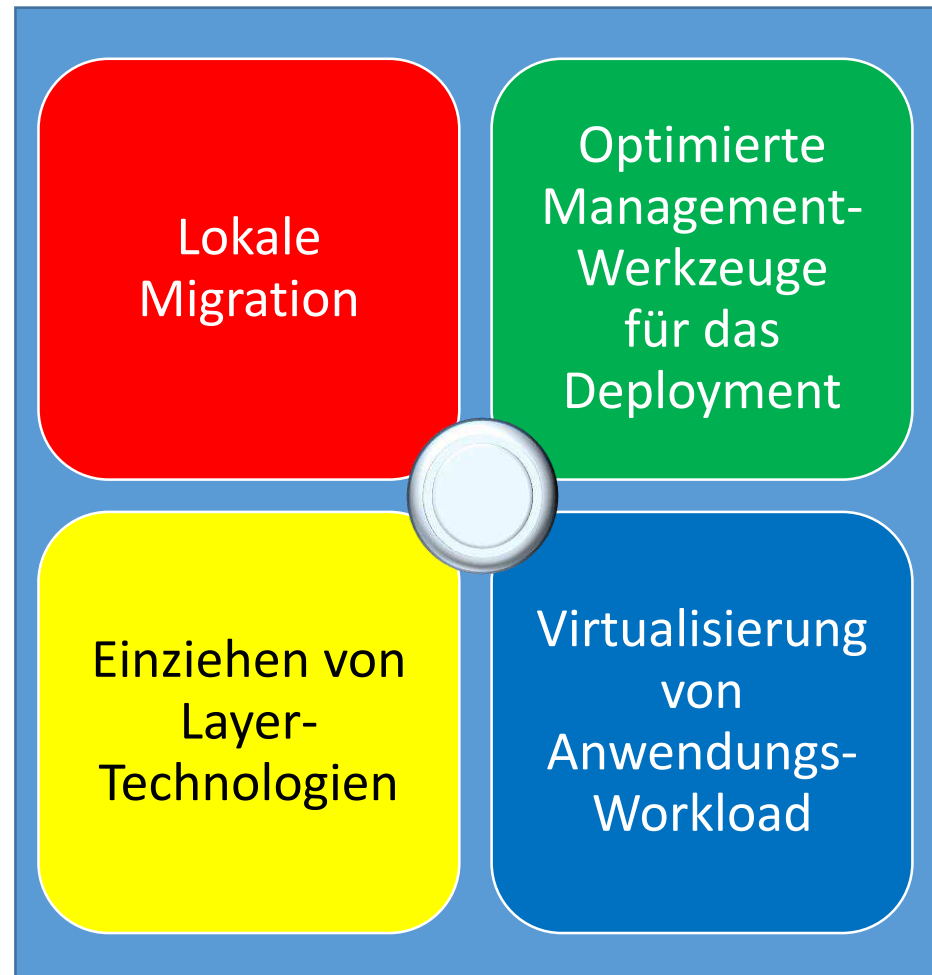 Lokale
Migration
Optimierte
Management-
Werkzeuge
für das
Deployment
Einziehen von
Layer-
Technologien
Virtualisierung
von
Anwendungs-
Workload